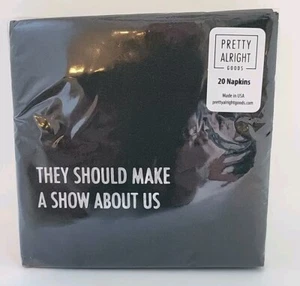 PRETTY
ALRIGHT
GOODS
20 Napkins
Made in USA
prettyalrightgoods.com
THEY SHOULD MAKE
A SHOW ABOUT US